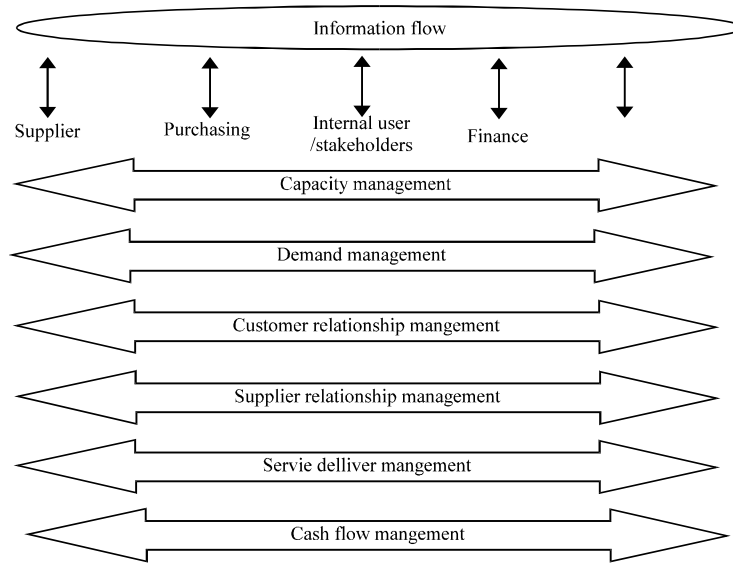 Information flow
Supplier
Purchasing
Internal user
/stakeholders
Finance
Capacity management
Demand management
Customer relationship mangement
Supplier relationship management
Servie delliver mangement
Cash flow mangement